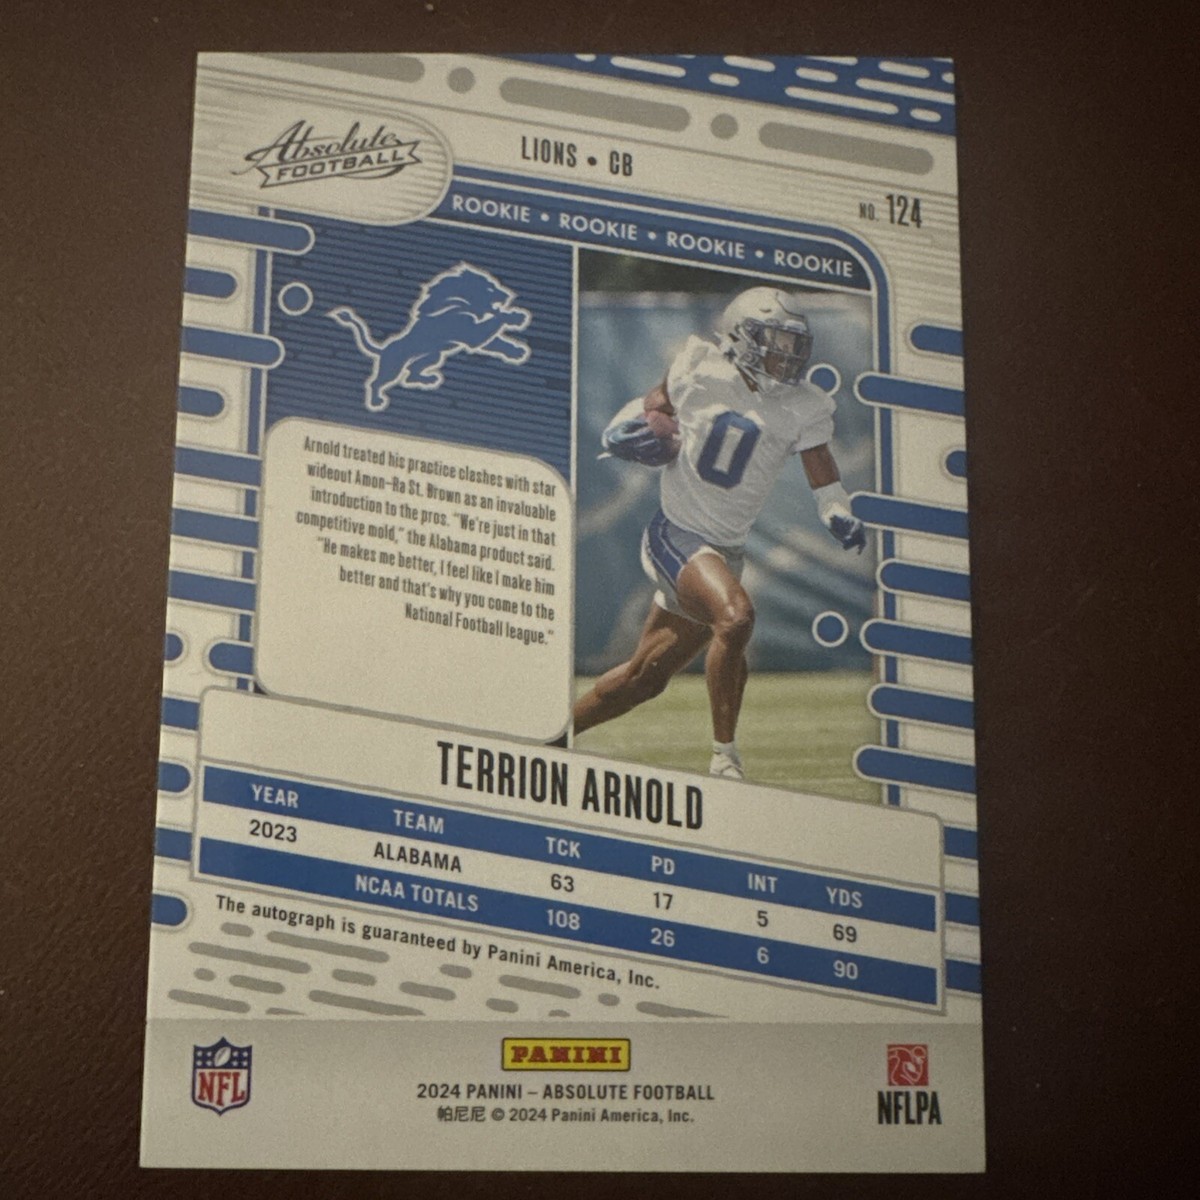 Absolute
FOOTBALL
LIONS • CB
NO. 124
ROOKIE • ROOKIE • ROOKIE • ROOKIE
0
Arnold treated his practice clashes with star
wideout Amon-Ra St. Brown as an invaluable
introduction to the pros. "We're just in that
competitive mold," the Alabama product said.
"He makes me better, I feel like I make him
better and that's why you come to the
National Football league."
TERRION ARNOLD
YEAR TEAM TCK PD INT YDS
2023 ALABAMA 63 17 5 69
NCAA TOTALS 108 26 6 90
The autograph is guaranteed by Panini America, Inc.
NFL
PANINI
2024 PANINI – ABSOLUTE FOOTBALL
帕尼尼 © 2024 Panini America, Inc.
NFLPA